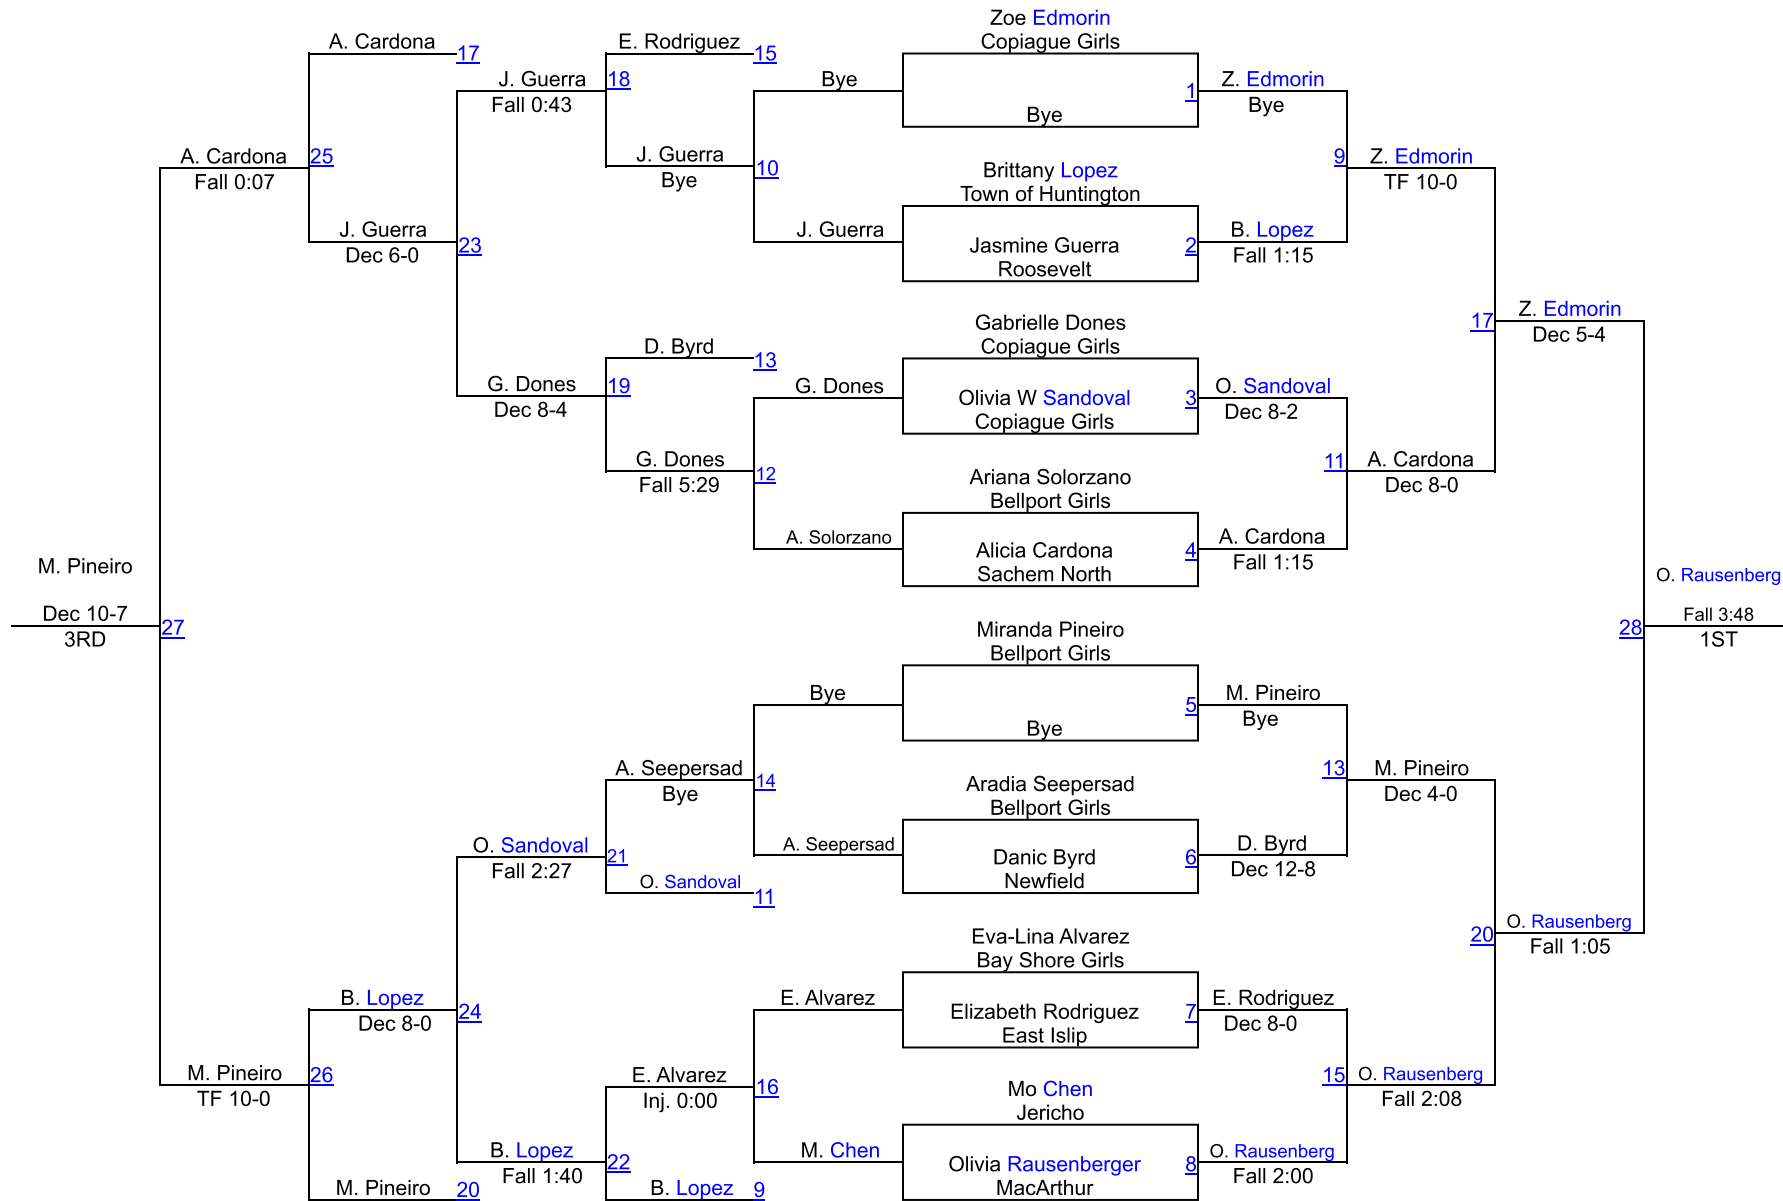 Zoe Edmorin
Copiague Girls
A. Cardona
17
E. Rodriguez
15
J. Guerra
18
Fall 0:43
Bye
1
Z. Edmorin
Bye
Bye
A. Cardona
25
Fall 0:07
J. Guerra
Bye
10
Brittany Lopez
Town of Huntington
9
Z. Edmorin
TF 10-0
J. Guerra
Dec 6-0
23
J. Guerra
Jasmine Guerra
Roosevelt
2
B. Lopez
Fall 1:15
Gabrielle Dones
Copiague Girls
17
Z. Edmorin
Dec 5-4
D. Byrd
13
G. Dones
Dec 8-4
19
G. Dones
Olivia W Sandoval
Copiague Girls
3
O. Sandoval
Dec 8-2
G. Dones
Fall 5:29
12
Ariana Solorzano
Bellport Girls
11
A. Cardona
Dec 8-0
A. Solorzano
Alicia Cardona
Sachem North
4
A. Cardona
Fall 1:15
M. Pineiro
Dec 10-7
3RD
27
O. Rausenberg
Fall 3:48
1ST
28
Miranda Pineiro
Bellport Girls
Bye
Bye
5
M. Pineiro
Bye
A. Seepersad
Bye
14
Aradia Seepersad
Bellport Girls
13
M. Pineiro
Dec 4-0
O. Sandoval
Fall 2:27
21
A. Seepersad
Danic Byrd
Newfield
6
D. Byrd
Dec 12-8
O. Sandoval
11
Eva-Lina Alvarez
Bay Shore Girls
20
O. Rausenberg
Fall 1:05
B. Lopez
Dec 8-0
24
E. Alvarez
Elizabeth Rodriguez
East Islip
7
E. Rodriguez
Dec 8-0
M. Pineiro
TF 10-0
26
E. Alvarez
Inj. 0:00
16
Mo Chen
Jericho
15
O. Rausenberg
Fall 2:08
B. Lopez
Fall 1:40
22
M. Chen
Olivia Rausenberger
MacArthur
8
O. Rausenberg
Fall 2:00
M. Pineiro
20
B. Lopez
9